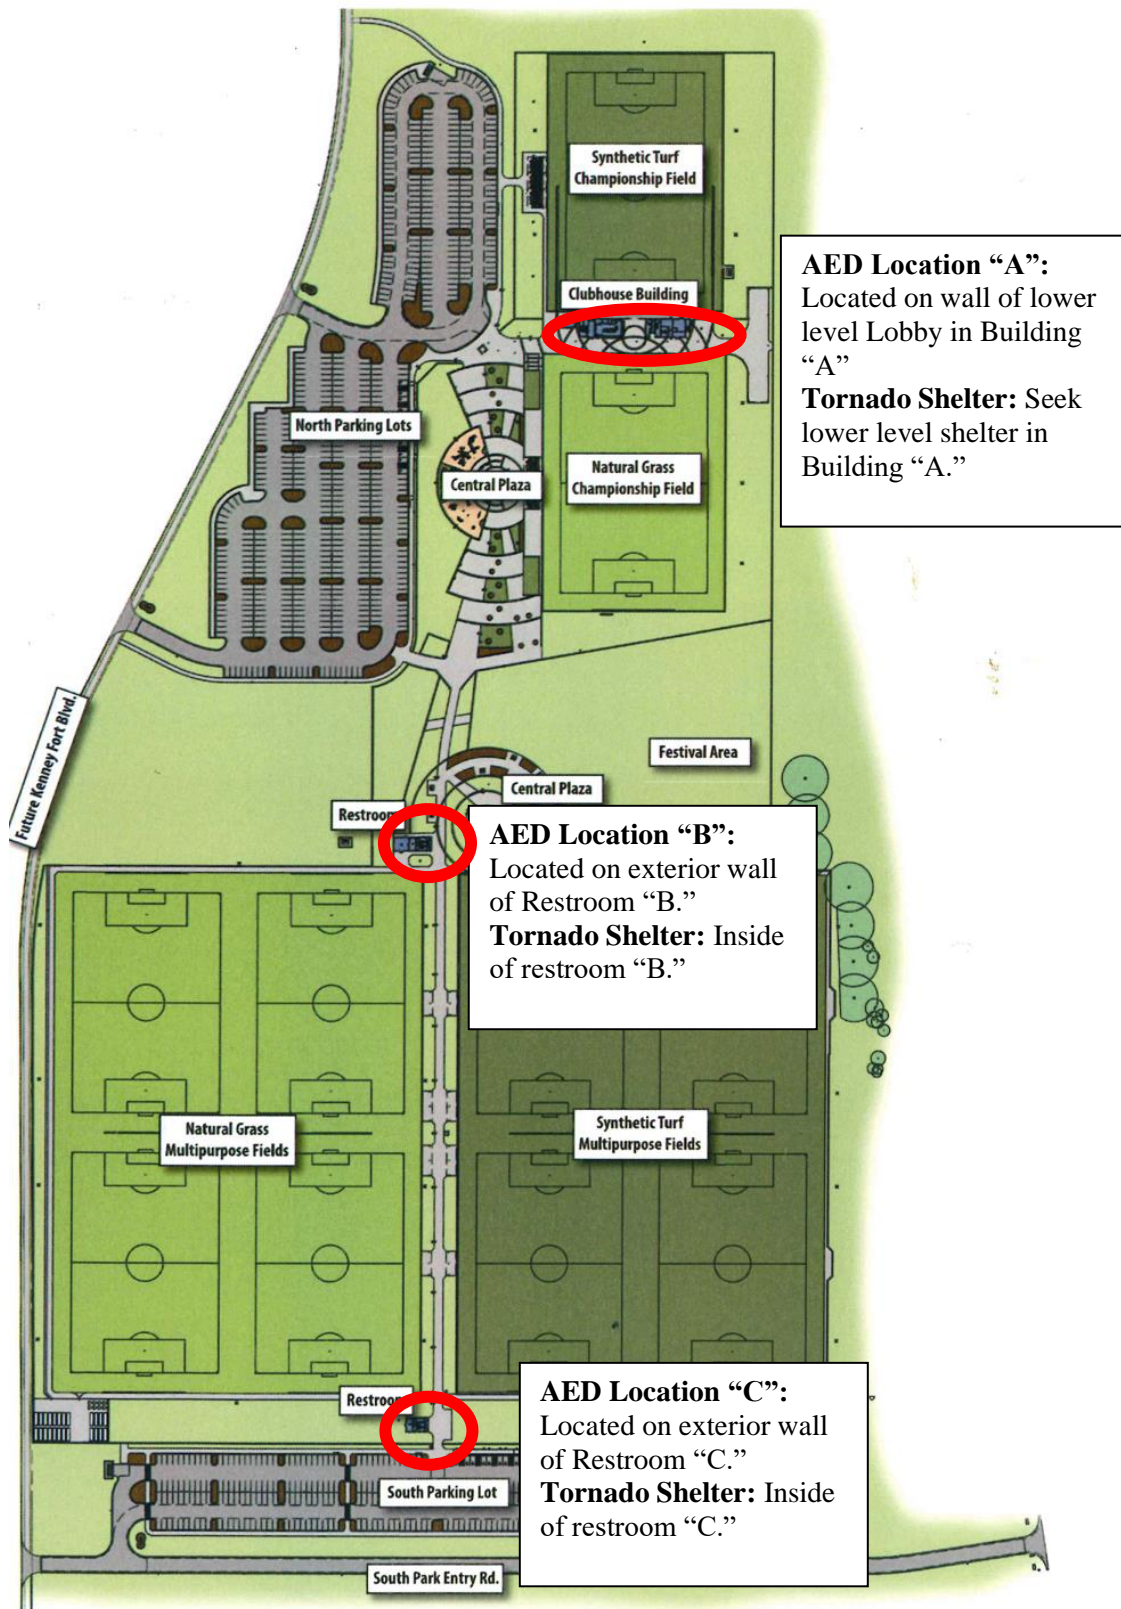 Synthetic Turf
Championship Field
AED Location “A”:
Located on wall of lower
level Lobby in Building
“A”
Tornado Shelter: Seek
lower level shelter in
Building “A.”
Clubhouse Building
North Parking Lots
Central Plaza
Natural Grass
Championship Field
Future Kenney Fort Blvd.
Festival Area
Central Plaza
Restroom
AED Location “B”:
Located on exterior wall
of Restroom “B.”
Tornado Shelter: Inside
of restroom “B.”
Natural Grass
Multipurpose Fields
Synthetic Turf
Multipurpose Fields
Restroom
AED Location “C”:
Located on exterior wall
of Restroom “C.”
Tornado Shelter: Inside
of restroom “C.”
South Parking Lot
South Park Entry Rd.